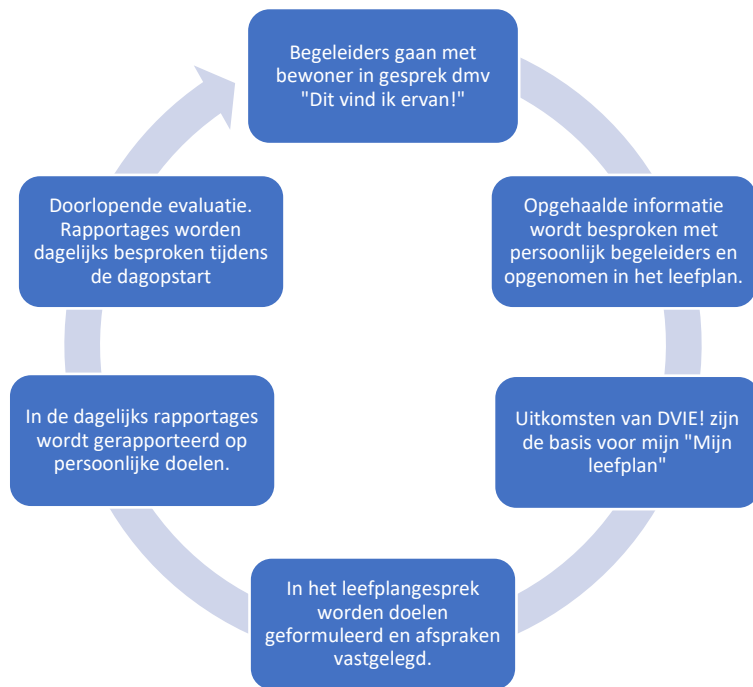 Begeleiders gaan met
bewoner in gesprek dmv
"Dit vind ik ervan!"
Opgehaalde informatie
wordt besproken met
persoonlijk begeleiders en
opgenomen in het leefplan.
Uitkomsten van DVIE! zijn
de basis voor mijn "Mijn
leefplan"
In het leefplangesprek
worden doelen
geformuleerd en afspraken
vastgelegd.
In de dagelijks rapportages
wordt gerapporteerd op
persoonlijke doelen.
Doorlopende evaluatie.
Rapportages worden
dagelijks besproken tijdens
de dagopstart